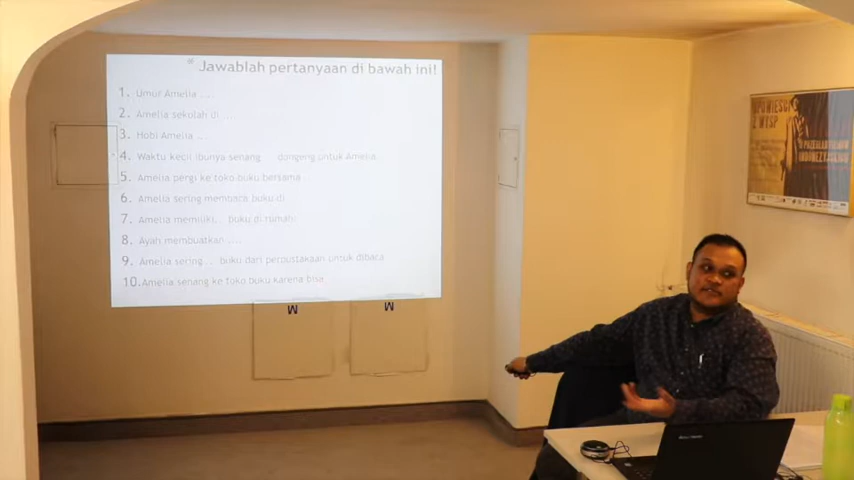 * Jawablah pertanyaan di bawah ini!
1. Umur Amelia ....
2. Amelia sekolah di ....
3. Hobi Amelia ....
4. Waktu kecil ibunya senang dongeng untuk Amelia.
5. Amelia pergi ke toko buku bersama
6. Amelia sering membaca buku di
7. Amelia memiliki... buku di rumah.
8. Ayah membuatkan ....
9. Amelia sering... buku dari perpustakaan untuk dibaca.
10. Amelia senang ke toko buku karena bisa
M
M
OPOWIEŚCI
Z WYSP